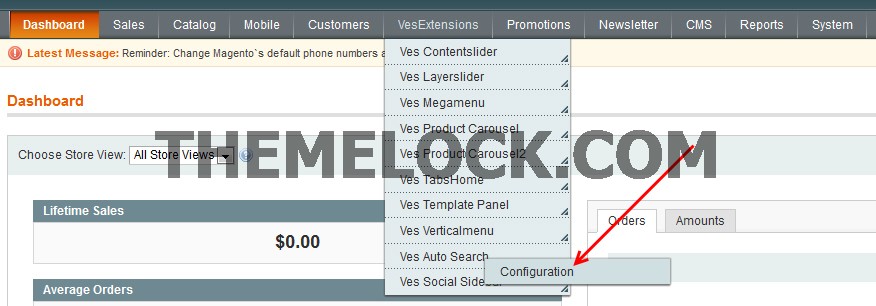 Dashboard Sales Catalog Mobile Customers VesExtensions Promotions Newsletter CMS Reports System
Latest Message: Reminder: Change Magento`s default phone numbers a
Ves Contentslider
Ves Layerslider
Ves Megamenu
Ves Product Carousel
Ves Product Carousel2
Ves TabsHome
Ves Template Panel
Ves Verticalmenu
Ves Auto Search
Ves Social Sidebar
Configuration
Dashboard
Choose Store View: All Store Views
THEMELOCK.COM
Lifetime Sales
$0.00
Average Orders
Orders Amounts